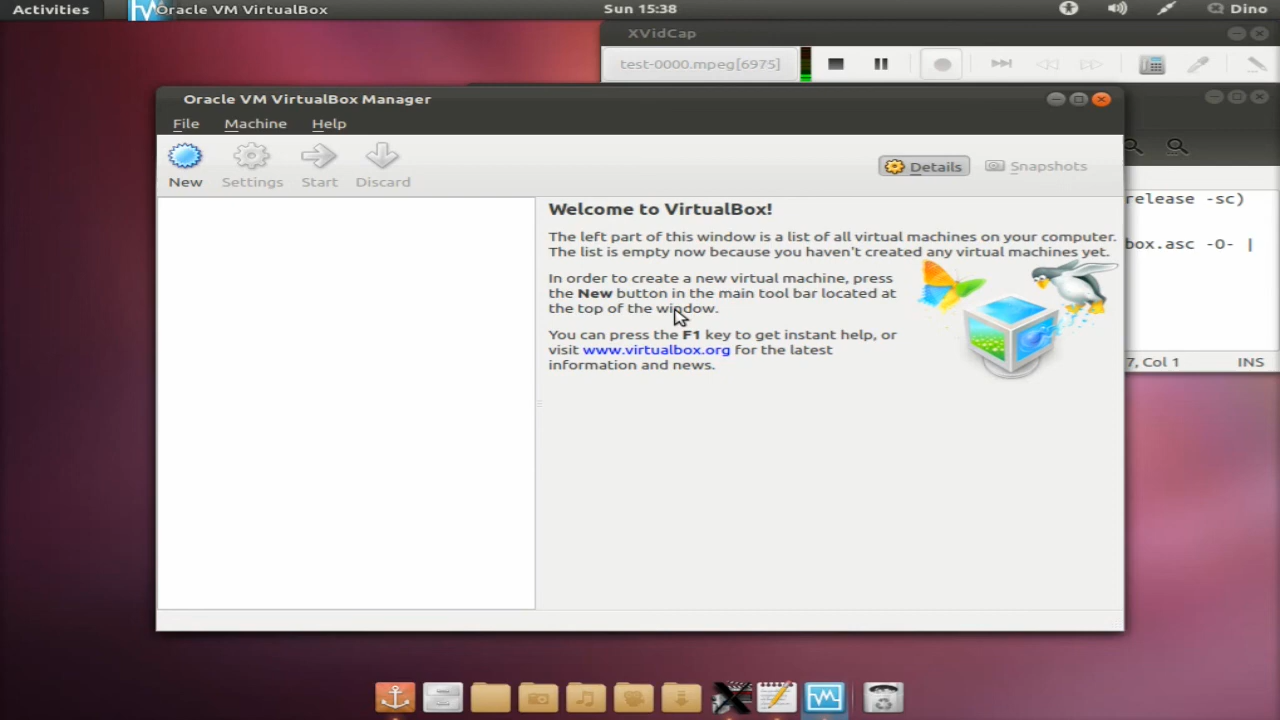 Activities Oracle VM VirtualBox Sun 15:38 Dino
XVidCap
test-0000.mpeg[6975]
Oracle VM VirtualBox Manager
File Machine Help
New Settings Start Discard Details Snapshots
Welcome to VirtualBox!
The left part of this window is a list of all virtual machines on your computer.
The list is empty now because you haven't created any virtual machines yet.
In order to create a new virtual machine, press
the New button in the main tool bar located at
the top of the window.
You can press the F1 key to get instant help, or
visit www.virtualbox.org for the latest
information and news.
release -sc)
box.asc -O- |
7, Col 1 INS